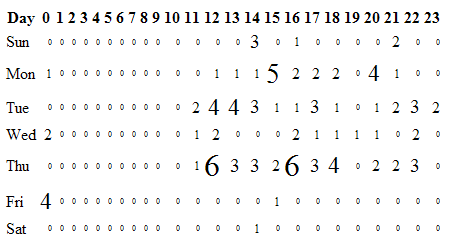 Day 0 1 2 3 4 5 6 7 8 9 10 11 12 13 14 15 16 17 18 19 20 21 22 23
Sun 0 0 0 0 0 0 0 0 0 0 0 0 0 0 3 0 1 0 0 0 0 2 0 0
Mon 1 0 0 0 0 0 0 0 0 0 0 0 1 1 1 5 2 2 2 0 4 1 0 0
Tue 0 0 0 0 0 0 0 0 0 0 0 2 4 4 3 1 1 3 1 0 1 2 3 2
Wed 2 0 0 0 0 0 0 0 0 0 0 1 2 0 0 0 2 1 1 1 1 0 2 0
Thu 0 0 0 0 0 0 0 0 0 0 0 1 6 3 3 2 6 3 4 0 2 2 3 0
Fri 4 0 0 0 0 0 0 0 0 0 0 0 0 0 0 1 0 0 0 0 0 0 0 0
Sat 0 0 0 0 0 0 0 0 0 0 0 0 0 0 1 0 0 0 0 0 0 0 0 0